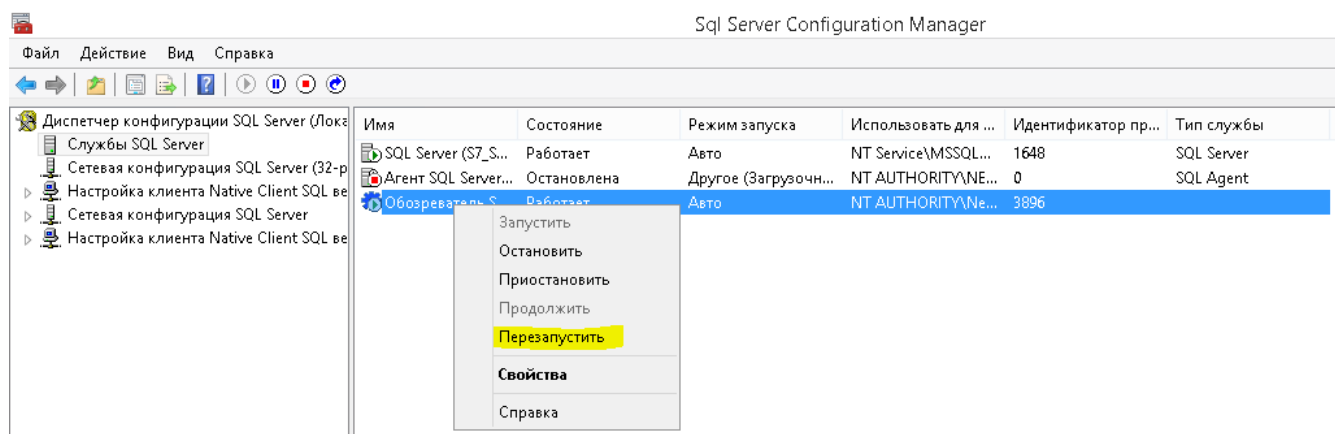 Sql Server Configuration Manager
Файл Действие Вид Справка
Диспетчер конфигурации SQL Server (Лока
Службы SQL Server
Сетевая конфигурация SQL Server (32-р
Настройка клиента Native Client SQL ве
Сетевая конфигурация SQL Server
Настройка клиента Native Client SQL ве
Имя Состояние Режим запуска Использовать для ... Идентификатор пр... Тип службы
SQL Server (S7_S... Работает Авто NT Service\MSSQL... 1648 SQL Server
Агент SQL Server... Остановлена Другое (Загрузочн... NT AUTHORITY\NE... 0 SQL Agent
Обозреватель S... Работает Авто NT AUTHORITY\Ne... 3896
Запустить
Остановить
Приостановить
Продолжить
Перезапустить
Свойства
Справка